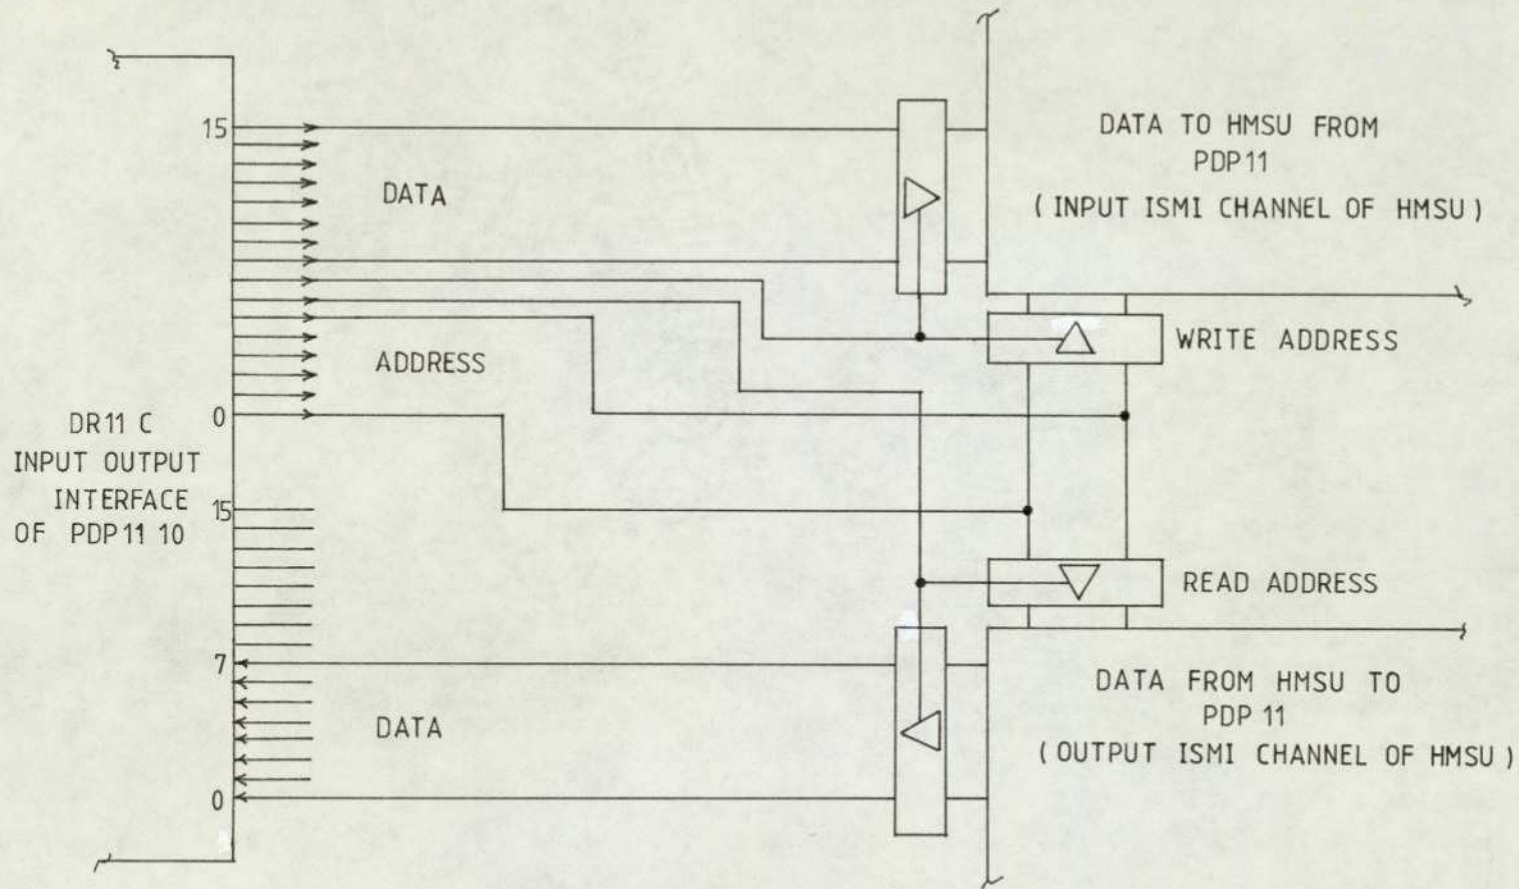 15
DATA
ADDRESS
0
DR11 C
INPUT OUTPUT
INTERFACE
OF PDP11 10
15
7
DATA
0
DATA TO HMSU FROM
PDP11
( INPUT ISMI CHANNEL OF HMSU )
WRITE ADDRESS
READ ADDRESS
DATA FROM HMSU TO
PDP 11
( OUTPUT ISMI CHANNEL OF HMSU )